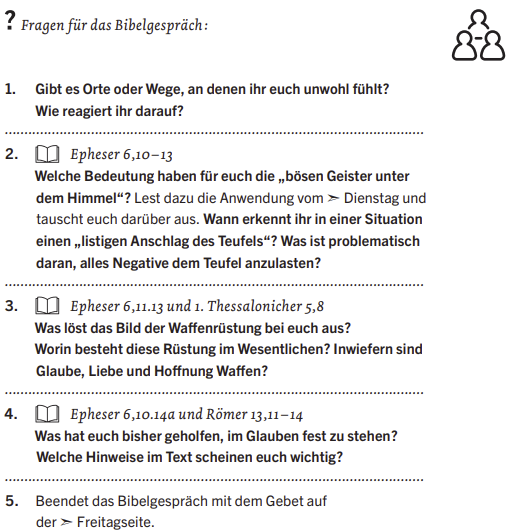 ? Fragen für das Bibelgespräch:
1. Gibt es Orte oder Wege, an denen ihr euch unwohl fühlt?
Wie reagiert ihr darauf?
2. Epheser 6,10–13
Welche Bedeutung haben für euch die „bösen Geister unter
dem Himmel“? Lest dazu die Anwendung vom ➣ Dienstag und
tauscht euch darüber aus. Wann erkennt ihr in einer Situation
einen „listigen Anschlag des Teufels“? Was ist problematisch
daran, alles Negative dem Teufel anzulasten?
3. Epheser 6,11.13 und 1. Thessalonicher 5,8
Was löst das Bild der Waffenrüstung bei euch aus?
Worin besteht diese Rüstung im Wesentlichen? Inwiefern sind
Glaube, Liebe und Hoffnung Waffen?
4. Epheser 6,10.14a und Römer 13,11–14
Was hat euch bisher geholfen, im Glauben fest zu stehen?
Welche Hinweise im Text scheinen euch wichtig?
5. Beendet das Bibelgespräch mit dem Gebet auf
der ➣ Freitagseite.